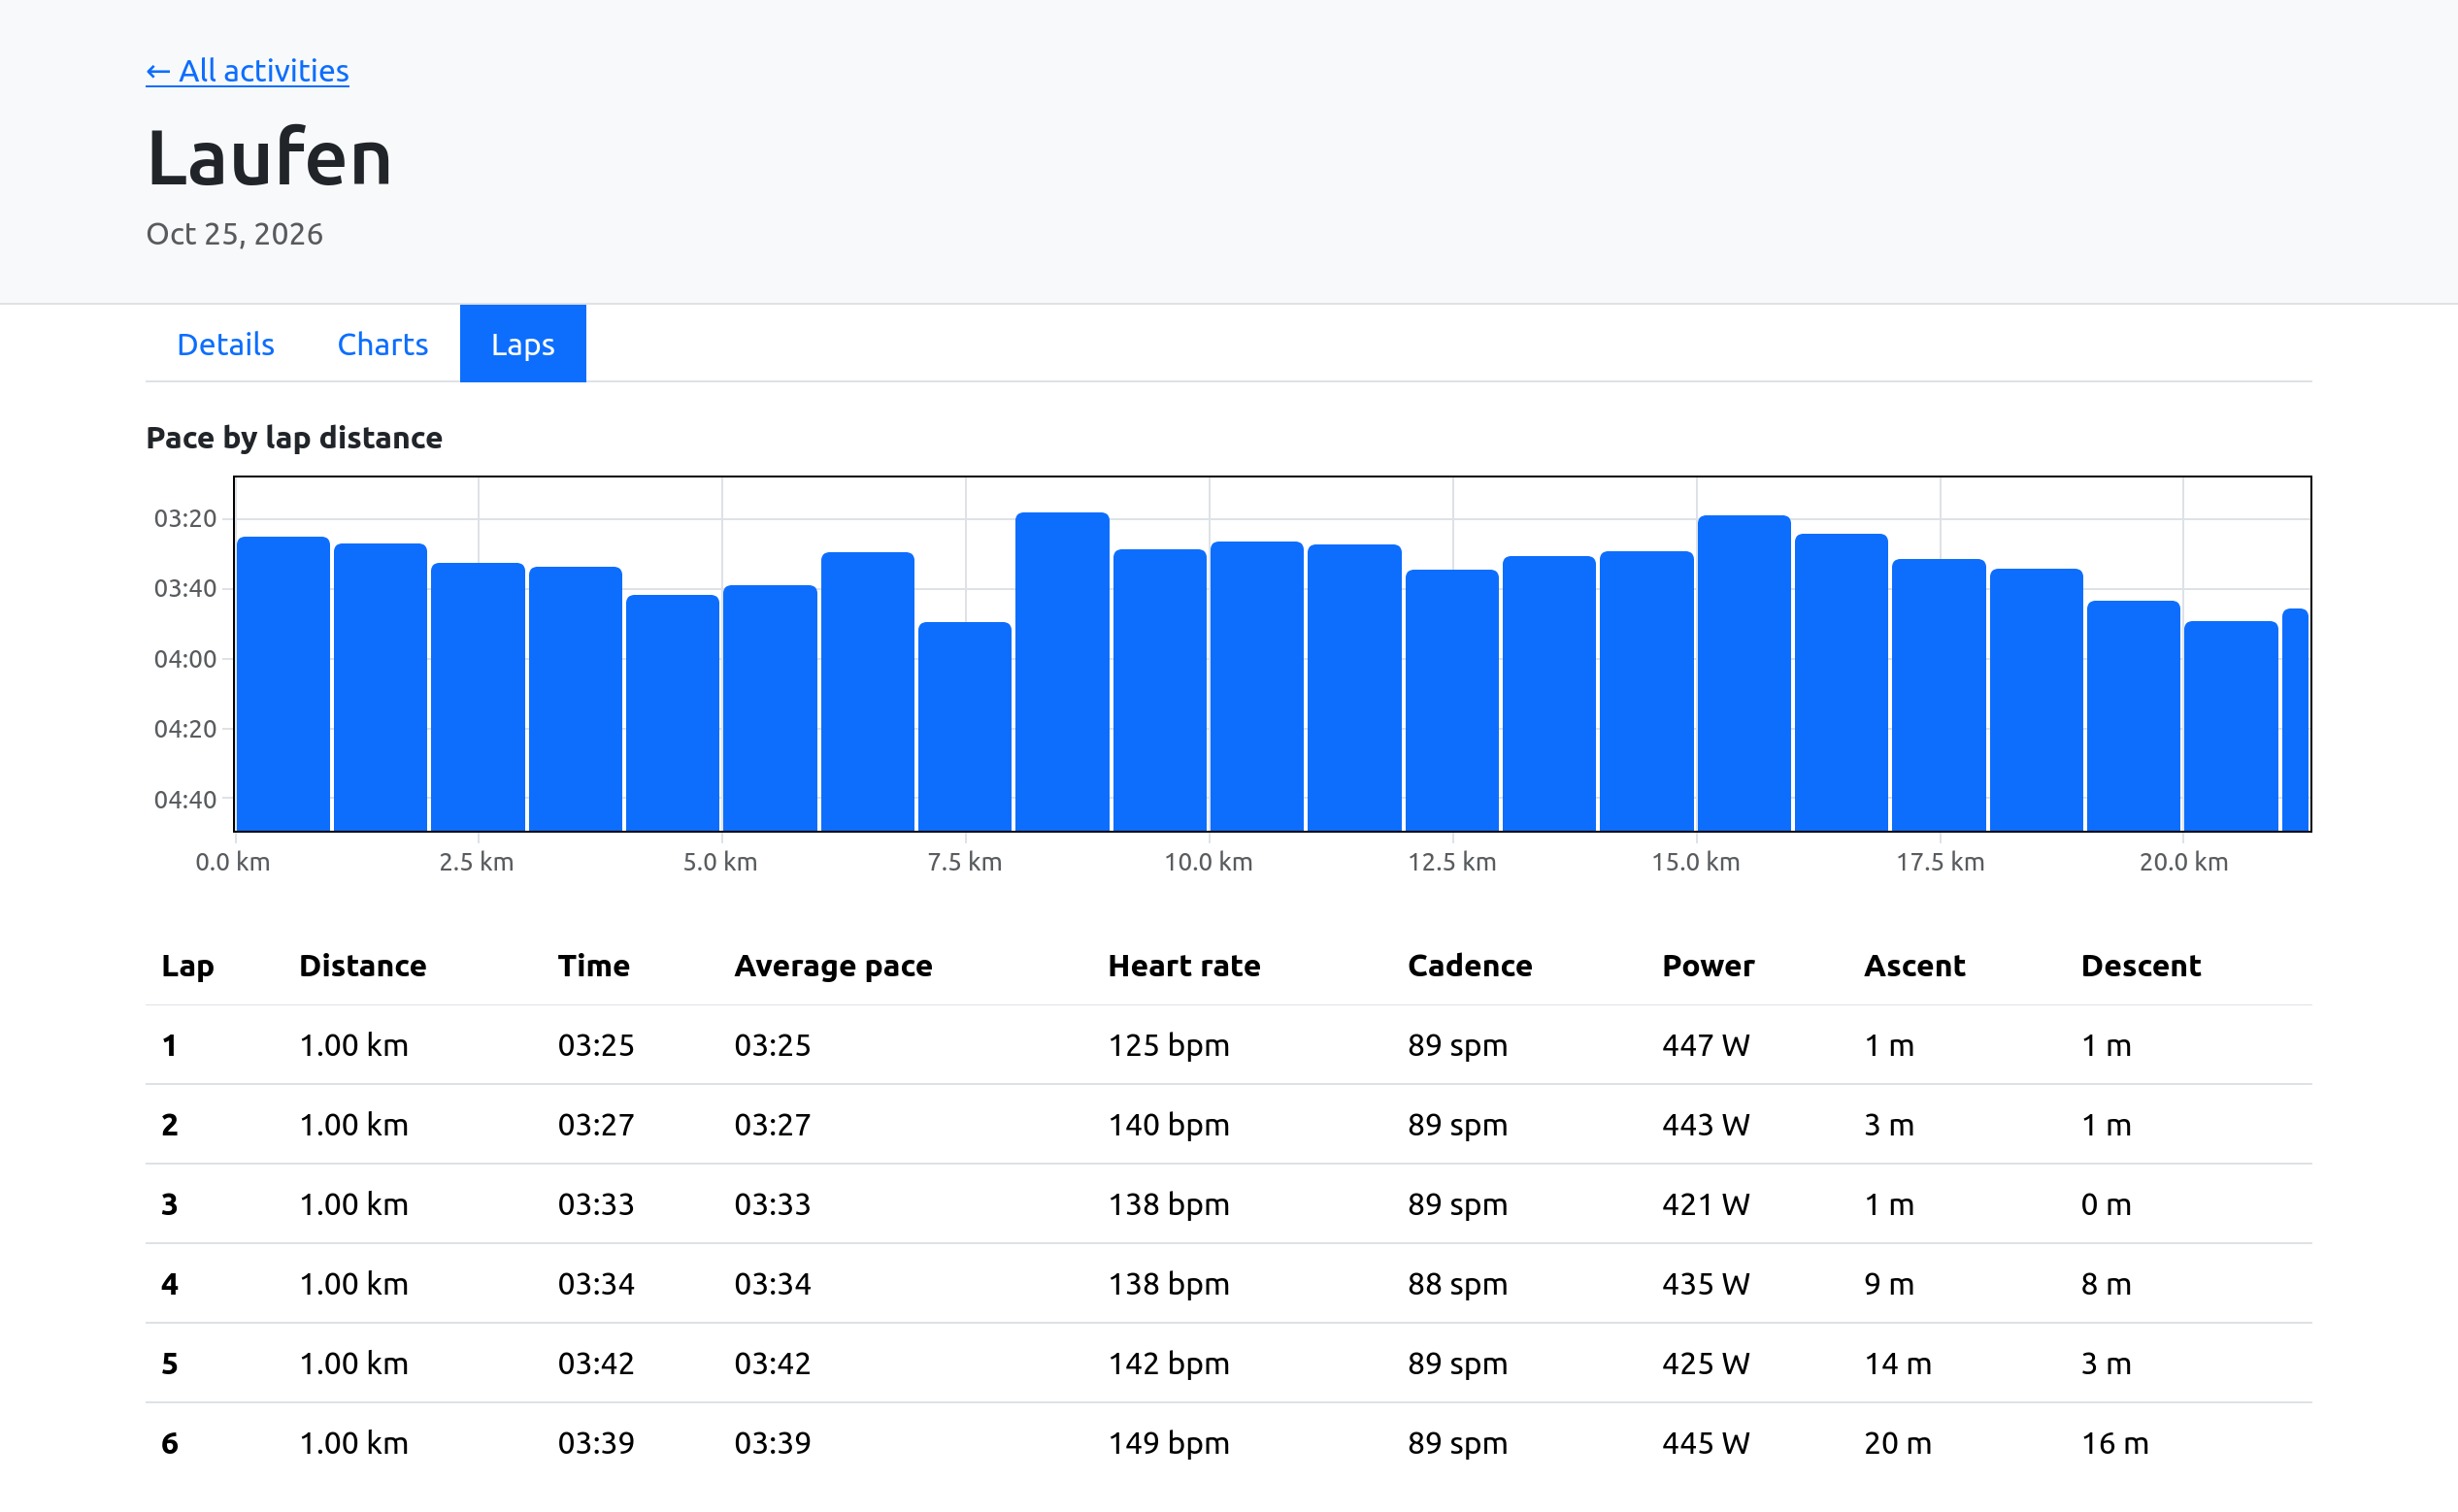 ← All activities
Laufen
Oct 25, 2026
Details Charts Laps
Pace by lap distance
03:20
03:40
04:00
04:20
04:40
0.0 km 2.5 km 5.0 km 7.5 km 10.0 km 12.5 km 15.0 km 17.5 km 20.0 km
Lap Distance Time Average pace Heart rate Cadence Power Ascent Descent
1 1.00 km 03:25 03:25 125 bpm 89 spm 447 W 1 m 1 m
2 1.00 km 03:27 03:27 140 bpm 89 spm 443 W 3 m 1 m
3 1.00 km 03:33 03:33 138 bpm 89 spm 421 W 1 m 0 m
4 1.00 km 03:34 03:34 138 bpm 88 spm 435 W 9 m 8 m
5 1.00 km 03:42 03:42 142 bpm 89 spm 425 W 14 m 3 m
6 1.00 km 03:39 03:39 149 bpm 89 spm 445 W 20 m 16 m